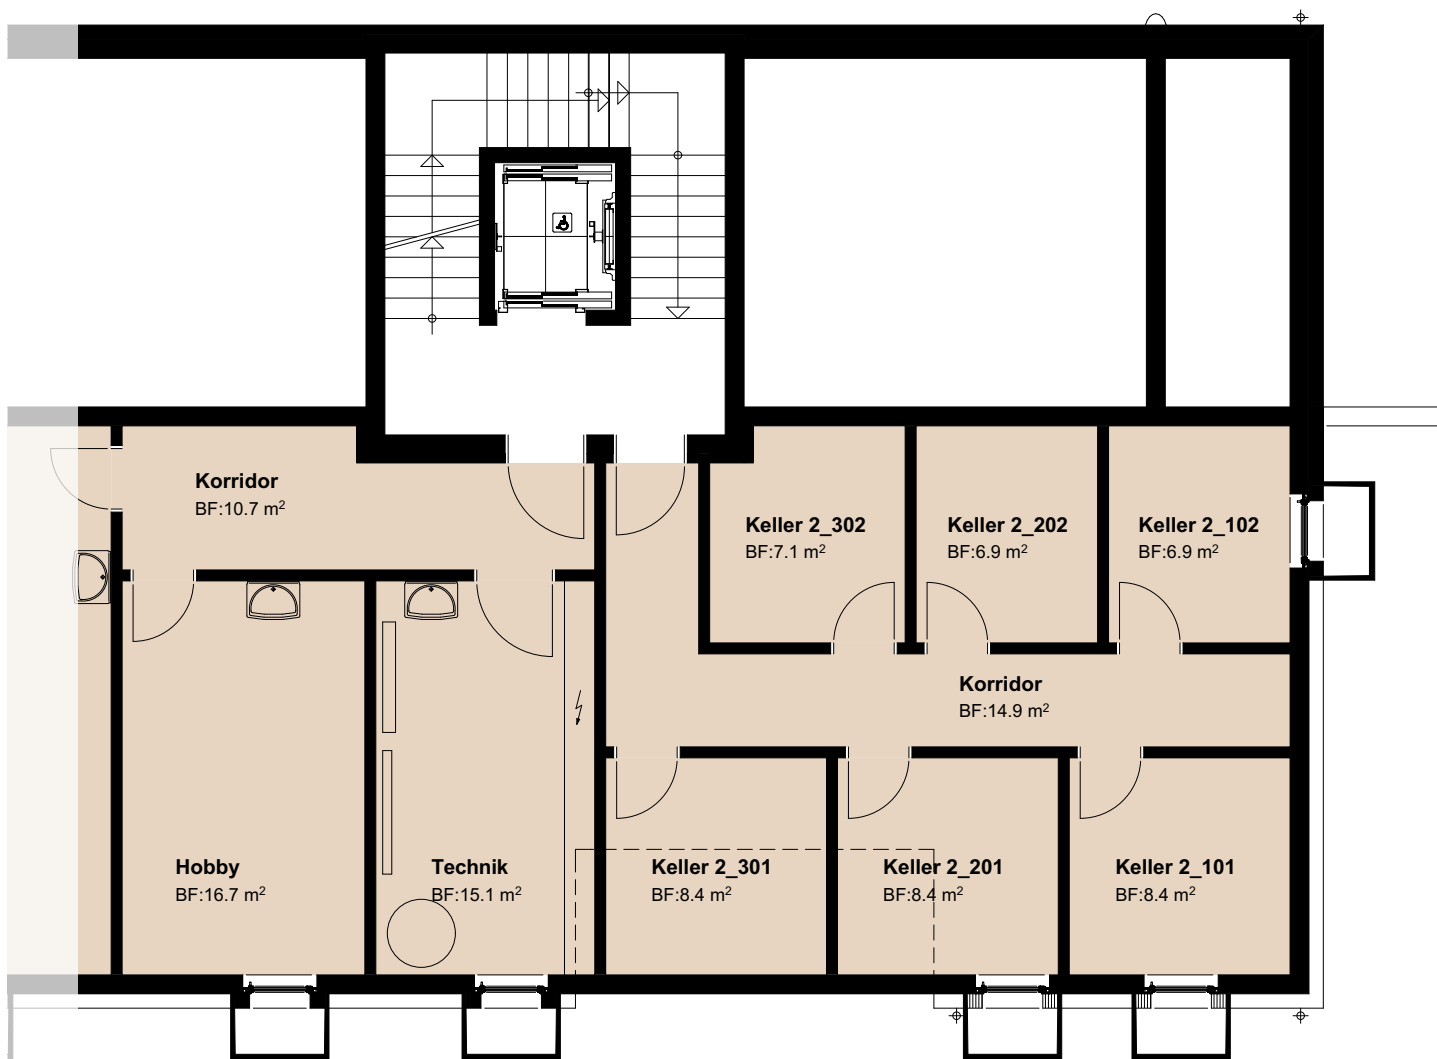 Korridor
BF:10.7 m²
Keller 2_302
BF:7.1 m²
Keller 2_202
BF:6.9 m²
Keller 2_102
BF:6.9 m²
Korridor
BF:14.9 m²
Hobby
BF:16.7 m²
Technik
BF:15.1 m²
Keller 2_301
BF:8.4 m²
Keller 2_201
BF:8.4 m²
Keller 2_101
BF:8.4 m²